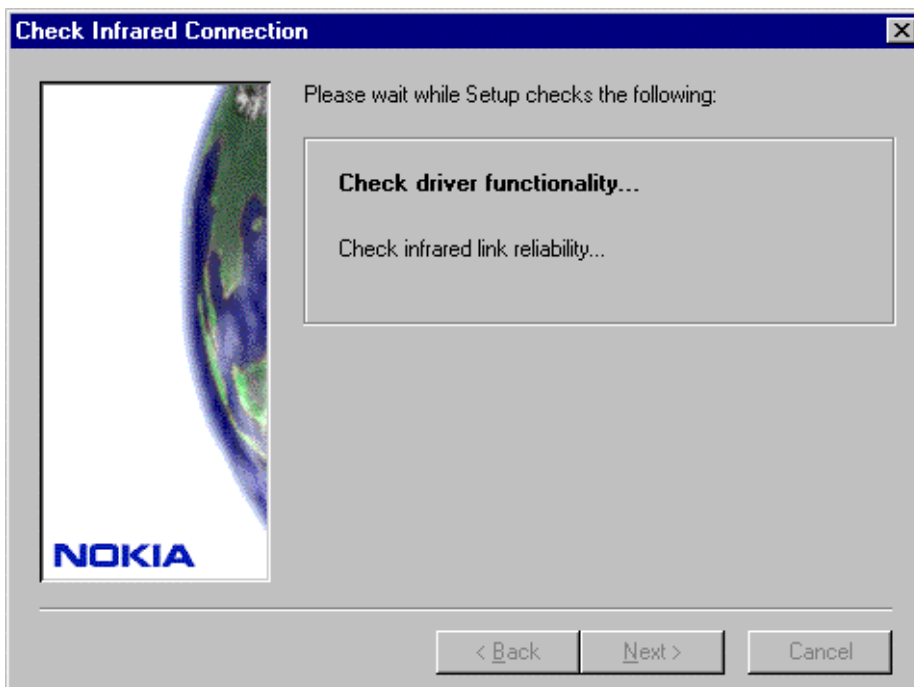 Check Infrared Connection
Please wait while Setup checks the following:
Check driver functionality...
Check infrared link reliability...
NOKIA
< Back
Next >
Cancel